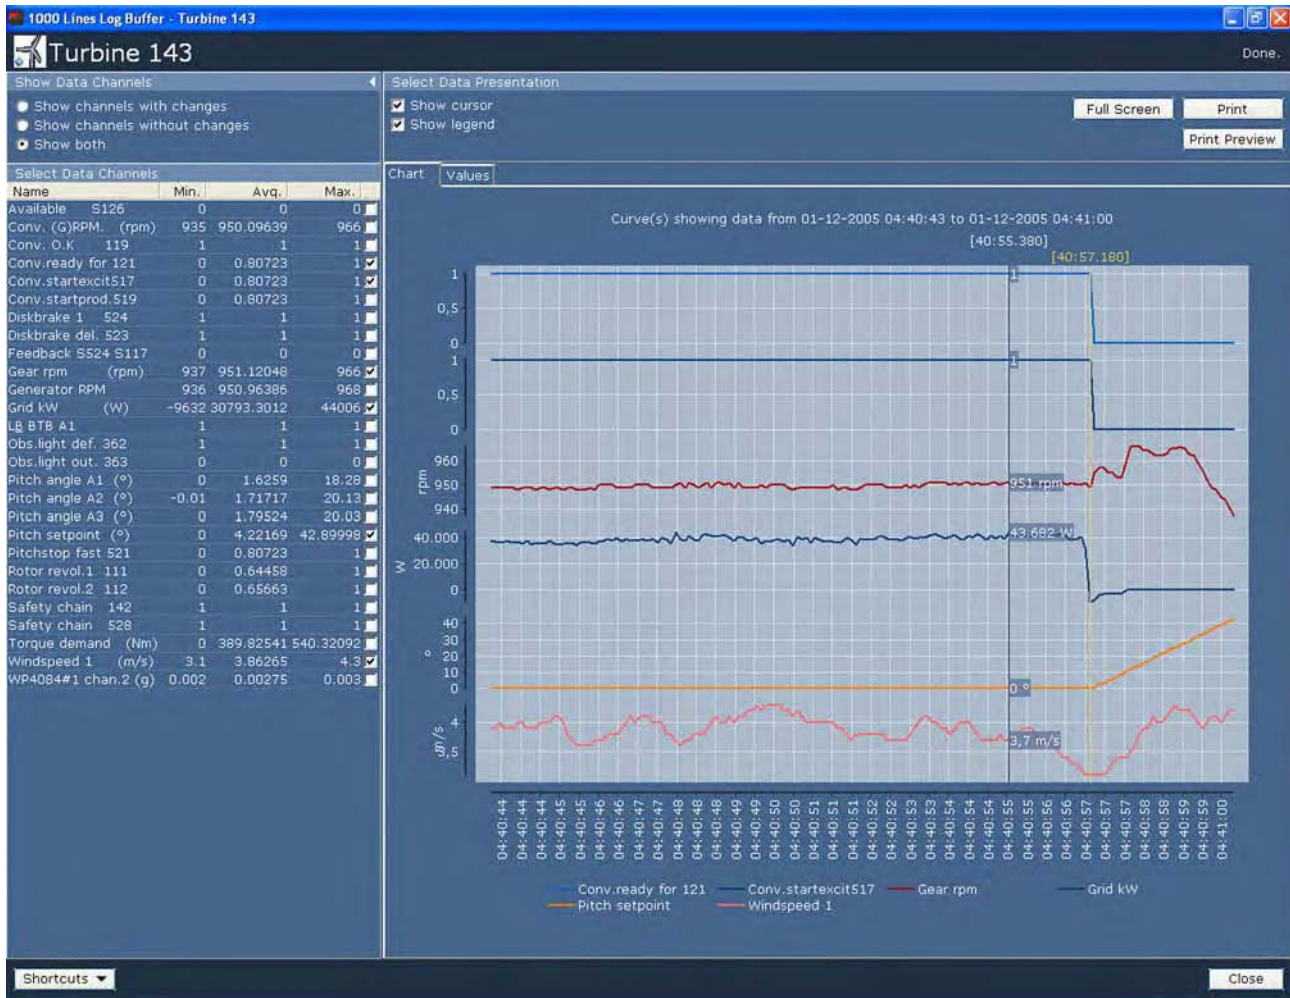 1000 Lines Log Buffer - Turbine 143
Turbine 143
Done.
Show Data Channels
Show channels with changes
Show channels without changes
Show both
Select Data Presentation
Show cursor
Show legend
Full Screen
Print
Print Preview
Select Data Channels
Name Min. Avg. Max.
Available S126 0 0 0
Conv. (G)RPM. (rpm) 935 950.09639 966
Conv. O.K 119 1 1 1
Conv.ready for 121 0 0.80723 1
Conv.startexcit517 0 0.80723 1
Conv.startprod.519 0 0.80723 1
Diskbrake 1 524 1 1 1
Diskbrake del. 523 1 1 1
Feedback S524 S117 0 0 0
Gear rpm (rpm) 937 951.12048 966
Generator RPM 936 950.96386 968
Grid kW (W) -9632 30793.3012 44006
LB BTB A1 1 1 1
Obs.light def. 362 1 1 1
Obs.light out. 363 0 0 0
Pitch angle A1 (°) 0 1.6259 18.28
Pitch angle A2 (°) -0.01 1.71717 20.13
Pitch angle A3 (°) 0 1.79524 20.03
Pitch setpoint (°) 0 4.22169 42.89998
Pitchstop fast 521 0 0.80723 1
Rotor revol.1 111 0 0.64458 1
Rotor revol.2 112 0 0.65663 1
Safety chain 142 1 1 1
Safety chain 528 1 1 1
Torque demand (Nm) 0 389.82541 540.32092
Windspeed 1 (m/s) 3.1 3.86265 4.3
WP4084#1 chan.2 (g) 0.002 0.00275 0.003
Chart
Values
Curve(s) showing data from 01-12-2005 04:40:43 to 01-12-2005 04:41:00
[40:55.380]
[40:57.180]
1
0,5
0
1
1
0,5
0
1
rpm
960
950
940
951 rpm
W
40.000
20.000
0
43.682 W
°
40
30
20
10
0
0 °
m/s
4
3,5
3,7 m/s
04:40:44 04:40:44 04:40:44 04:40:45 04:40:45 04:40:46 04:40:46 04:40:47 04:40:47 04:40:48 04:40:48 04:40:48 04:40:49 04:40:49 04:40:50 04:40:50 04:40:51 04:40:51 04:40:51 04:40:52 04:40:52 04:40:53 04:40:53 04:40:54 04:40:54 04:40:55 04:40:55 04:40:56 04:40:56 04:40:57 04:40:57 04:40:57 04:40:58 04:40:58 04:40:59 04:40:59 04:41:00
Conv.ready for 121 Conv.startexcit517 Gear rpm Grid kW
Pitch setpoint Windspeed 1
Shortcuts
Close